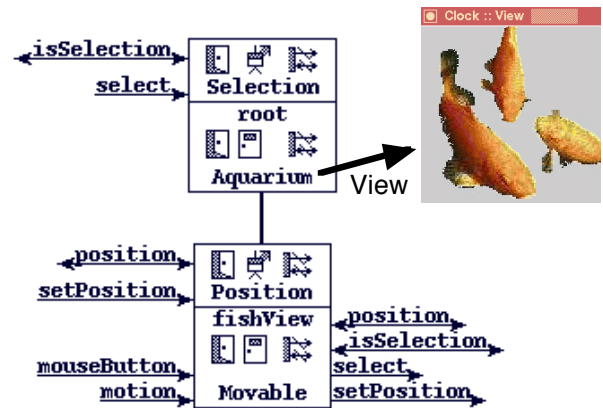 Clock :: View
isSelection
select
Selection
root
Aquarium
View
position
setPosition
Position
fishView
position
isSelection
mouseButton
select
motion
Movable
setPosition